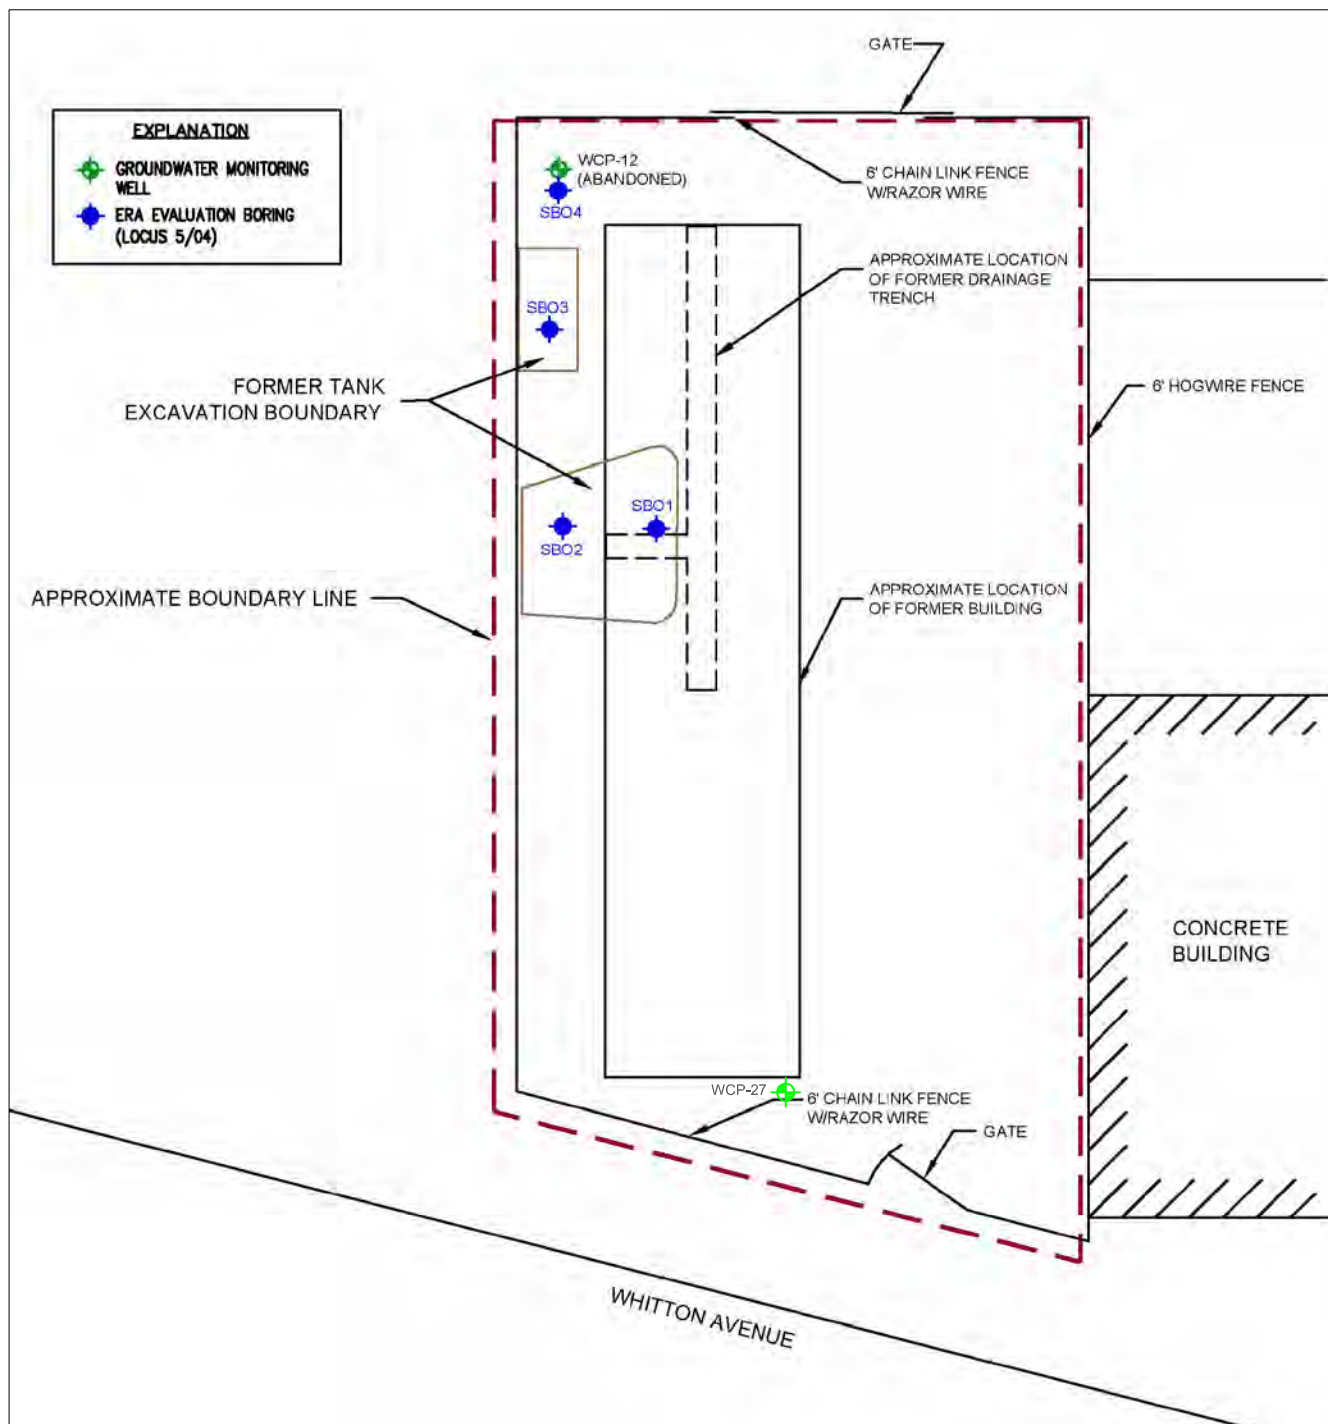 GATE
EXPLANATION
GROUNDWATER MONITORING
WELL
ERA EVALUATION BORING
(LOCUS 5/04)
WCP-12
(ABANDONED)
SBO4
6' CHAIN LINK FENCE
W/RAZOR WIRE
APPROXIMATE LOCATION
OF FORMER DRAINAGE
TRENCH
SBO3
FORMER TANK
EXCAVATION BOUNDARY
6' HOGWIRE FENCE
SBO1
SBO2
APPROXIMATE BOUNDARY LINE
APPROXIMATE LOCATION
OF FORMER BUILDING
CONCRETE
BUILDING
WCP-27
6' CHAIN LINK FENCE
W/RAZOR WIRE
GATE
WHITTON AVENUE